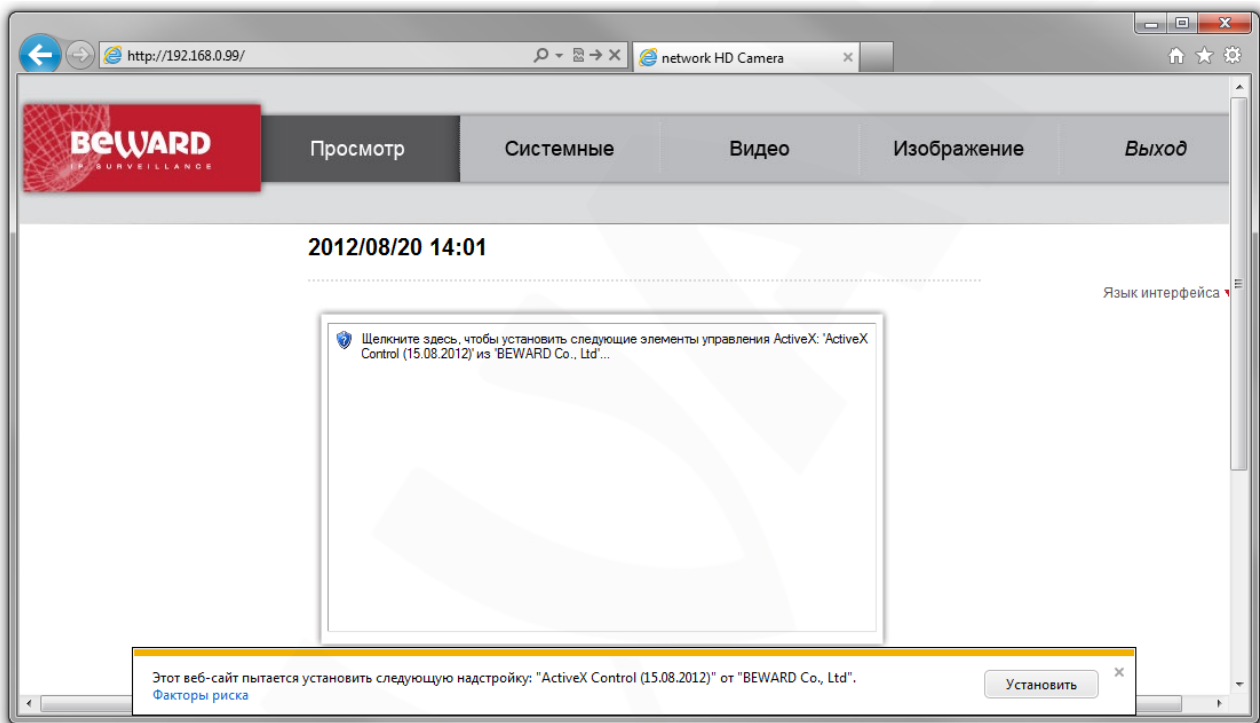 http://192.168.0.99/
network HD Camera
BEWARD
IP SURVEILLANCE
Просмотр
Системные
Видео
Изображение
Выход
2012/08/20 14:01
Язык интерфейса
Щелкните здесь, чтобы установить следующие элементы управления ActiveX: 'ActiveX
Control (15.08.2012)' из 'BEWARD Co., Ltd'...
Этот веб-сайт пытается установить следующую надстройку: "ActiveX Control (15.08.2012)" от "BEWARD Co., Ltd".
Факторы риска
Установить